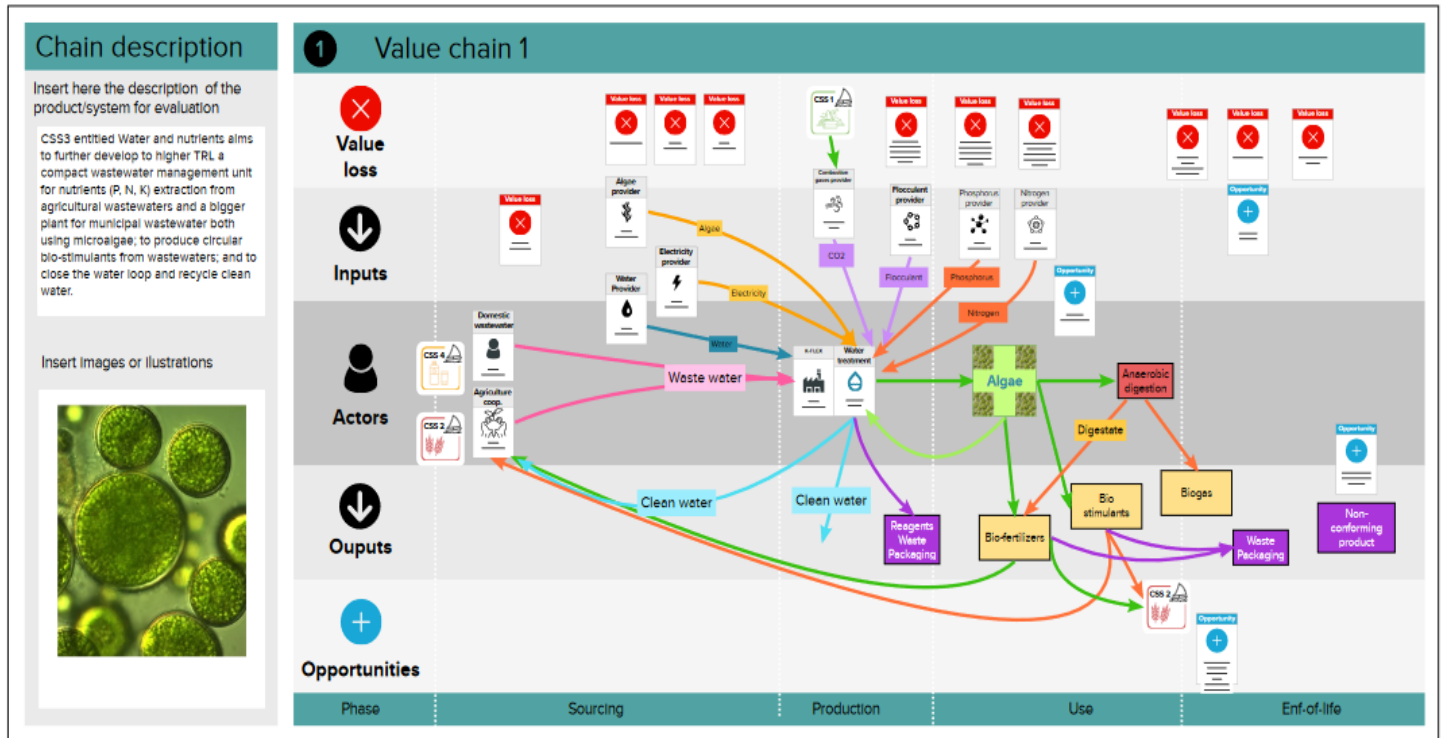 Chain description
Insert here the description of the
product/system for evaluation
CSS3 entitled Water and nutrients aims
to further develop to higher TRL a
compact wastewater management unit
for nutrients (P, N, K) extraction from
agricultural wastewaters and a bigger
plant for municipal wastewater both
using microalgae; to produce circular
bio-stimulants from wastewaters; and to
close the water loop and recycle clean
water.
Insert images or ilustrations
1
Value chain 1
Value
loss
Value loss
Value loss
Value loss
CSS 1
Value loss
Value loss
Value loss
Value loss
Value loss
Value loss
Inputs
Value loss
Algae
provider
Algae
Electricity
provider
Electricity
Water
Provider
Water
Combustion
gases provider
CO2
Flocculent
provider
Flocculent
Phosphorus
provider
Phosphorus
Nitrogen
provider
Nitrogen
Opportunity
Opportunity
Actors
CSS 4
Domestic
wastewater
CSS 2
Agriculture
coop.
Waste water
Water
treatment
Algae
Anaerobic
digestion
Digestate
Opportunity
Ouputs
Clean water
Clean water
Reagents
Waste
Packaging
Bio-fertilizers
Bio
stimulants
Biogas
Waste
Packaging
Non-
conforming
product
Opportunities
CSS 2
Opportunity
Phase
Sourcing
Production
Use
Enf-of-life